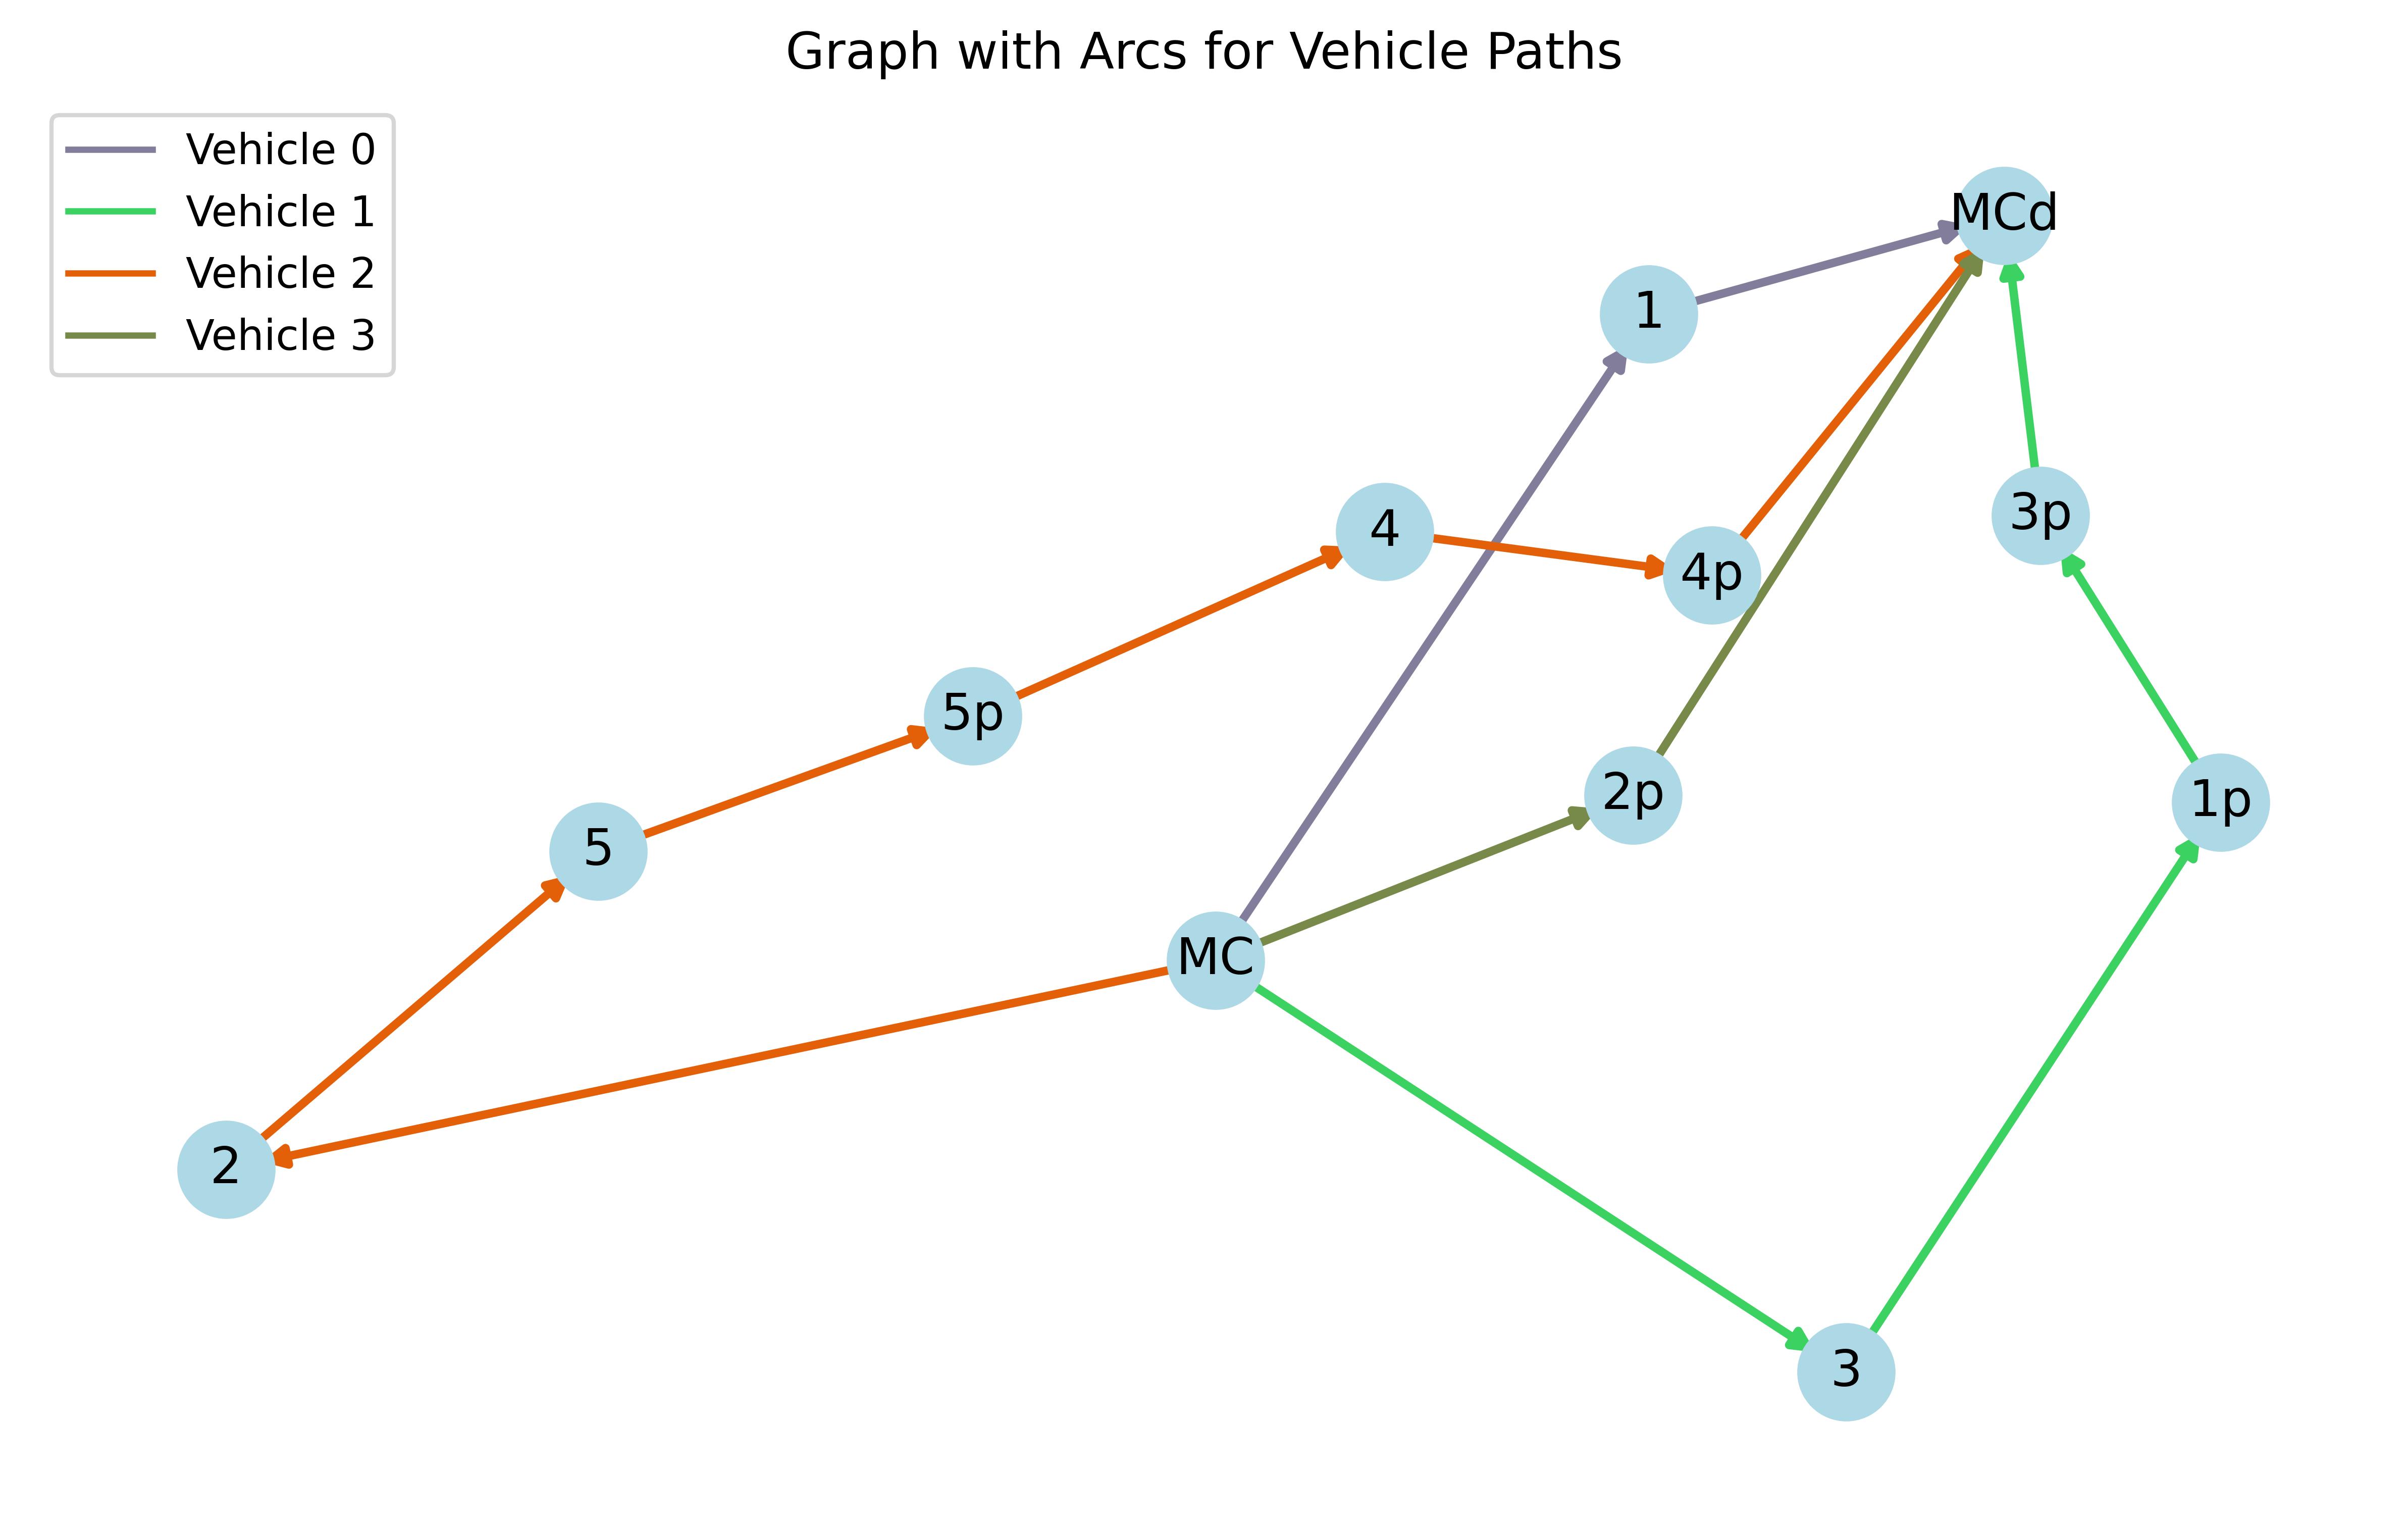 Graph with Arcs for Vehicle Paths
Vehicle 0
Vehicle 1
Vehicle 2
Vehicle 3
MCd
1
3p
4
4p
5p
2p
1p
5
MC
2
3